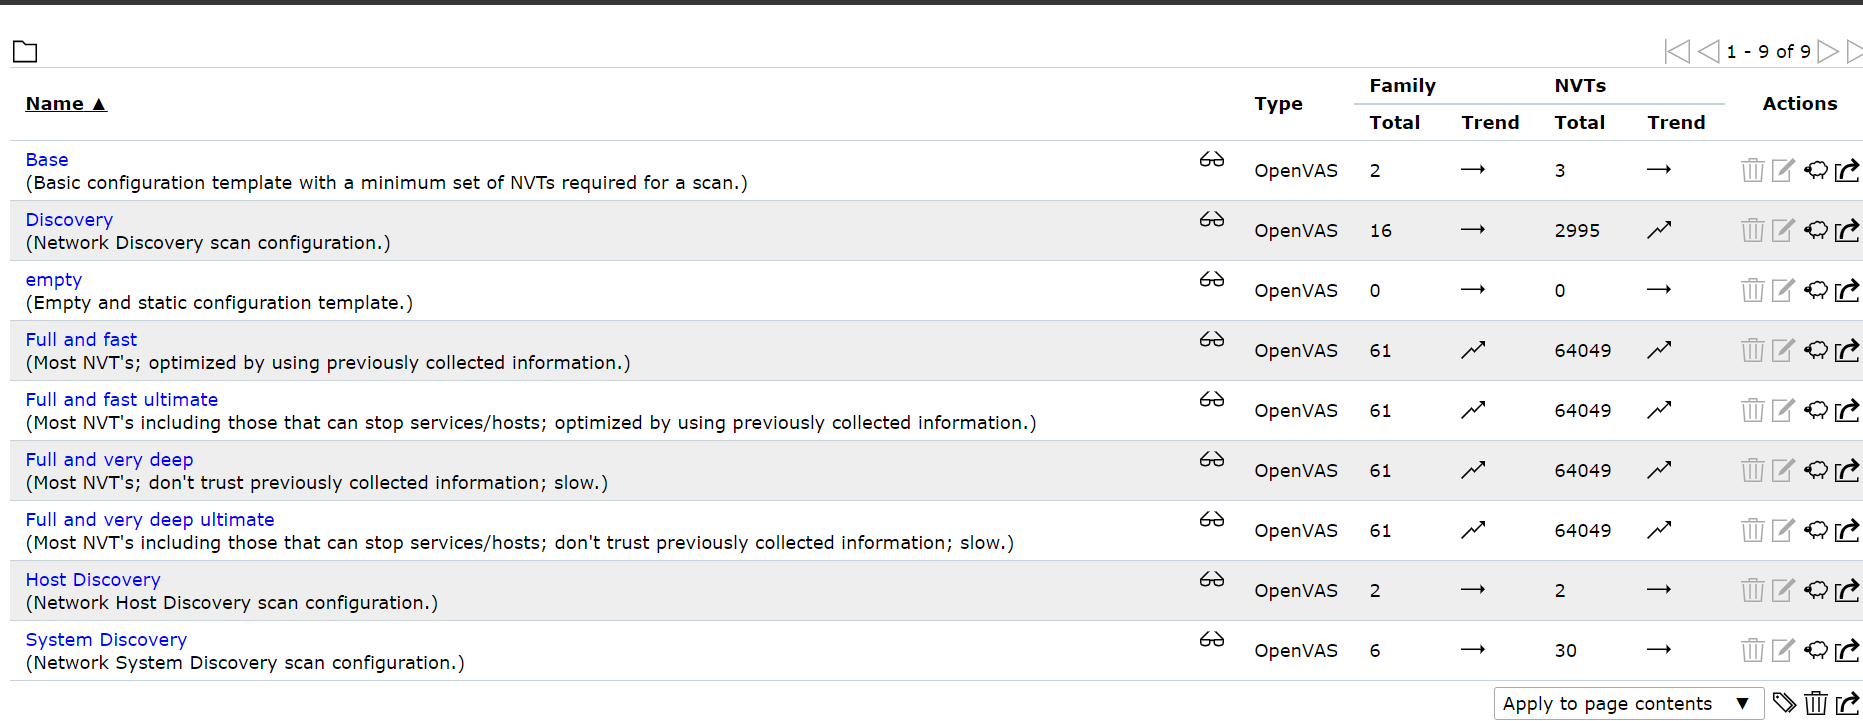 1 - 9 of 9
Name ▲ Type Family NVTs Actions
Total Trend Total Trend
Base
(Basic configuration template with a minimum set of NVTs required for a scan.) OpenVAS 2 3
Discovery
(Network Discovery scan configuration.) OpenVAS 16 2995
empty
(Empty and static configuration template.) OpenVAS 0 0
Full and fast
(Most NVT's; optimized by using previously collected information.) OpenVAS 61 64049
Full and fast ultimate
(Most NVT's including those that can stop services/hosts; optimized by using previously collected information.) OpenVAS 61 64049
Full and very deep
(Most NVT's; don't trust previously collected information; slow.) OpenVAS 61 64049
Full and very deep ultimate
(Most NVT's including those that can stop services/hosts; don't trust previously collected information; slow.) OpenVAS 61 64049
Host Discovery
(Network Host Discovery scan configuration.) OpenVAS 2 2
System Discovery
(Network System Discovery scan configuration.) OpenVAS 6 30
Apply to page contents ▼